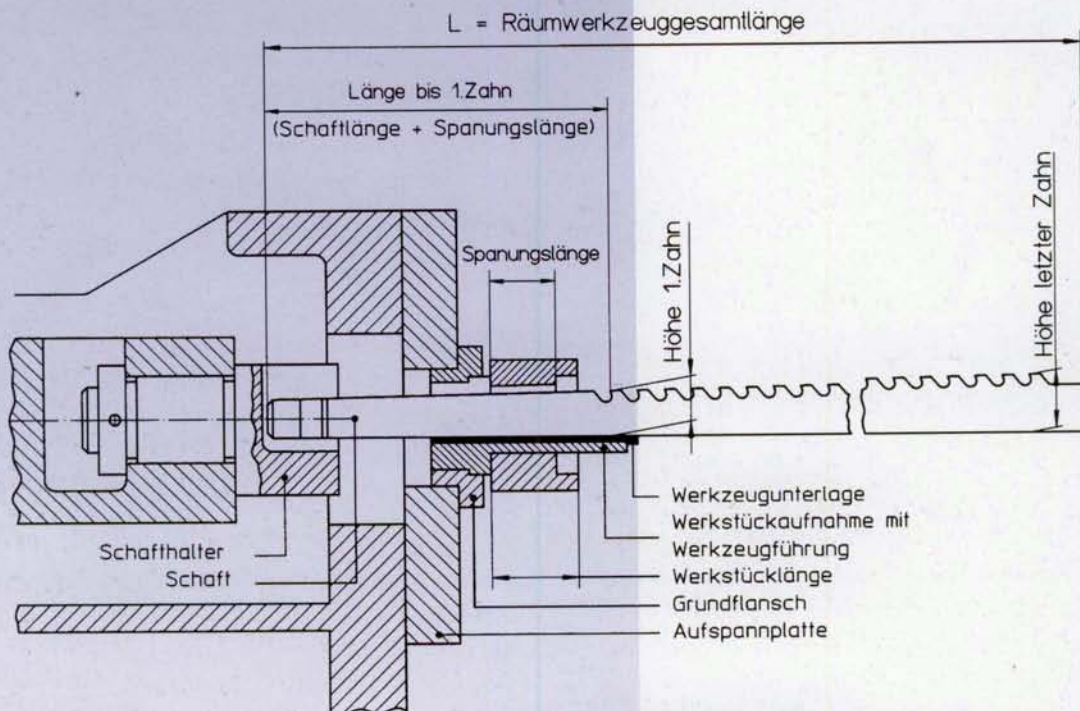 L = Räumwerkzeuggesamtlänge
Länge bis 1.Zahn
(Schaftlänge + Spanungslänge)
Spanungslänge
Höhe 1.Zahn
Höhe letzter Zahn
Schafthalter
Schaft
Werkzeugunterlage
Werkstückaufnahme mit
Werkzeugführung
Werkstücklänge
Grundflansch
Aufspannplatte